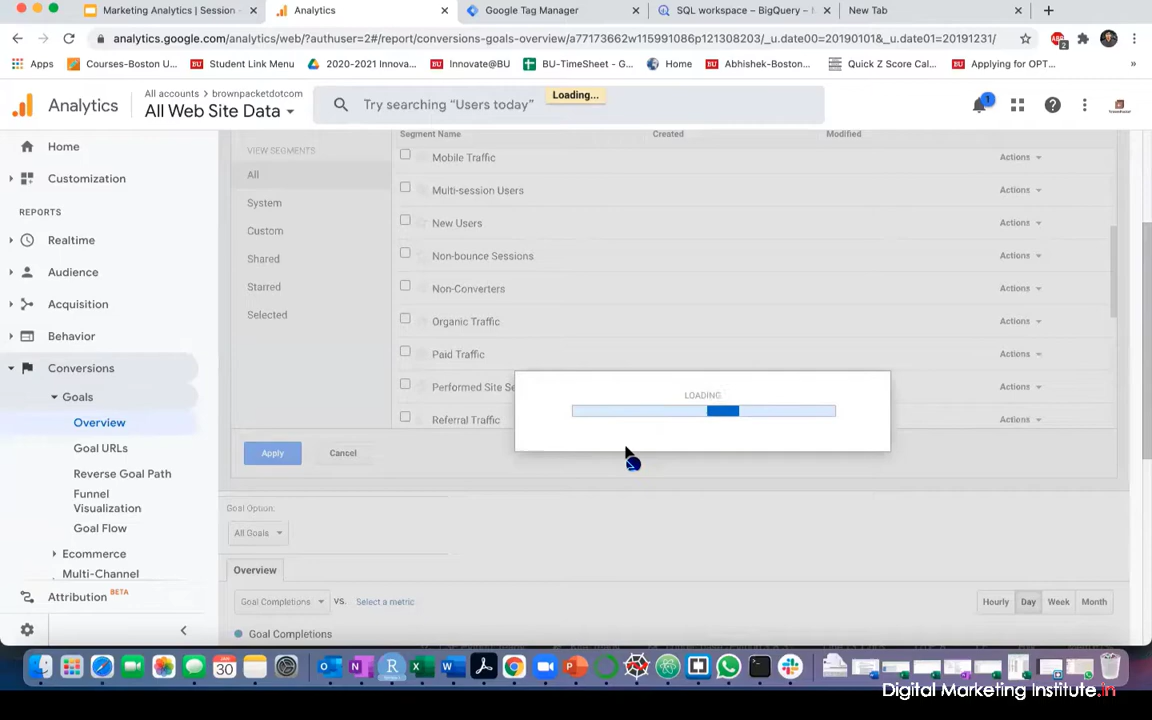 Marketing Analytics | Session -
Analytics
Google Tag Manager
SQL workspace – BigQuery –
New Tab
analytics.google.com/analytics/web/?authuser=2#/report/conversions-goals-overview/a77173662w115991086p121308203/_u.date00=20190101&_u.date01=20191231/
Apps
Courses-Boston U...
Student Link Menu
2020-2021 Innova...
Innovate@BU
BU-TimeSheet - G...
Home
Abhishek-Boston...
Quick Z Score Cal...
Applying for OPT...
Analytics
All accounts > brownpacketdotcom
All Web Site Data
Try searching “Users today”
Loading...
1
Home
Customization
REPORTS
Realtime
Audience
Acquisition
Behavior
Conversions
Goals
Overview
Goal URLs
Reverse Goal Path
Funnel
Visualization
Goal Flow
Ecommerce
Multi-Channel
Attribution BETA
Segment Name Created Modified
VIEW SEGMENTS
All
System
Custom
Shared
Starred
Selected
Mobile Traffic Actions
Multi-session Users Actions
New Users Actions
Non-bounce Sessions Actions
Non-Converters Actions
Organic Traffic Actions
Paid Traffic Actions
Performed Site Se Actions
Referral Traffic Actions
LOADING
Apply Cancel
Goal Option:
All Goals
Overview
Goal Completions VS. Select a metric
Hourly Day Week Month
Goal Completions
30
Digital Marketing Institute.in